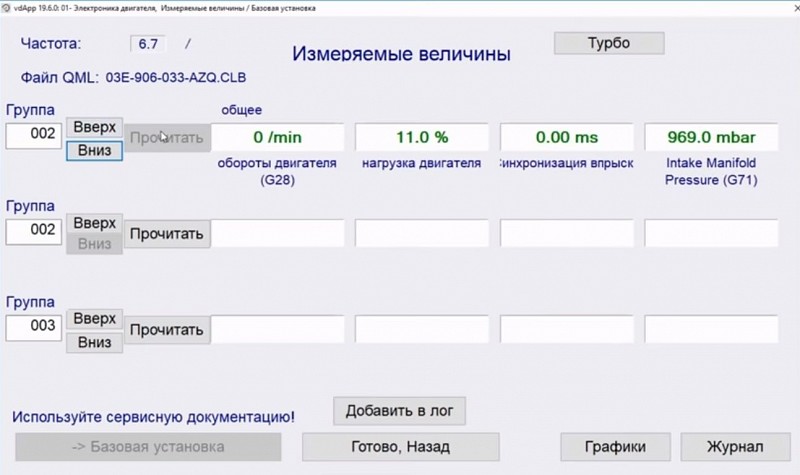 vdApp 19.6.0: 01- Электроника двигателя, Измеряемые величины / Базовая установка
Частота: 6.7 /
Измеряемые величины
Турбо
Файл QML: 03E-906-033-AZQ.CLB
Группа
общее
002 Вверх Вниз Прочитать 0 /min 11.0 % 0.00 ms 969.0 mbar
обороты двигателя (G28)
нагрузка двигателя
инхронизация впрыск
Intake Manifold
Pressure (G71)
Группа
002 Вверх Вниз Прочитать
Группа
003 Вверх Вниз Прочитать
Используйте сервисную документацию!
Добавить в лог
-> Базовая установка
Готово, Назад
Графики
Журнал